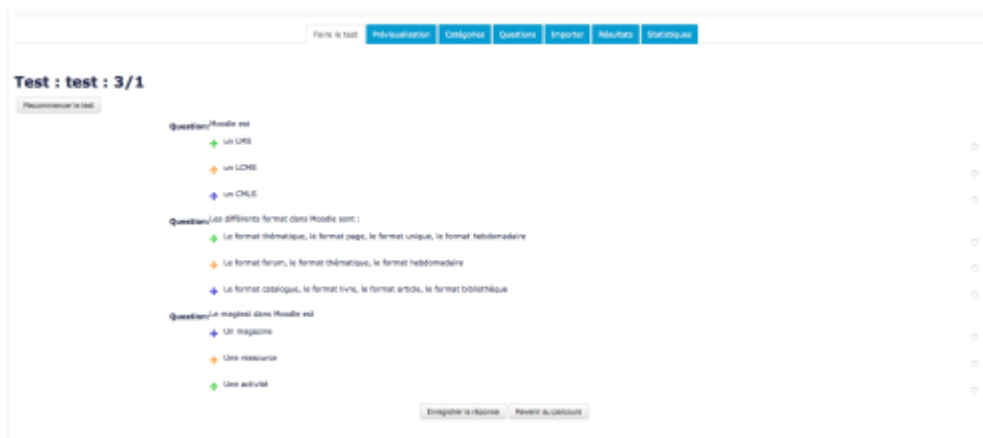 Faire le test Prévisualisation Catégories Questions Importer Résultats Statistiques
Test : test : 3/1
Recommencer le test
Question: Moodle est
un LMS
un LCMS
un CMLS
Question: Les différents format dans Moodle sont :
Le format thématique, le format page, le format unique, le format hebdomadaire
Le format forum, le format thématique, le format hebdomadaire
Le format catalogue, le format livre, le format article, le format bibliothèque
Question: Le magtest dans Moodle est
Un magazine
Une ressource
Une activité
Enregistrer la réponse Revenir au parcours